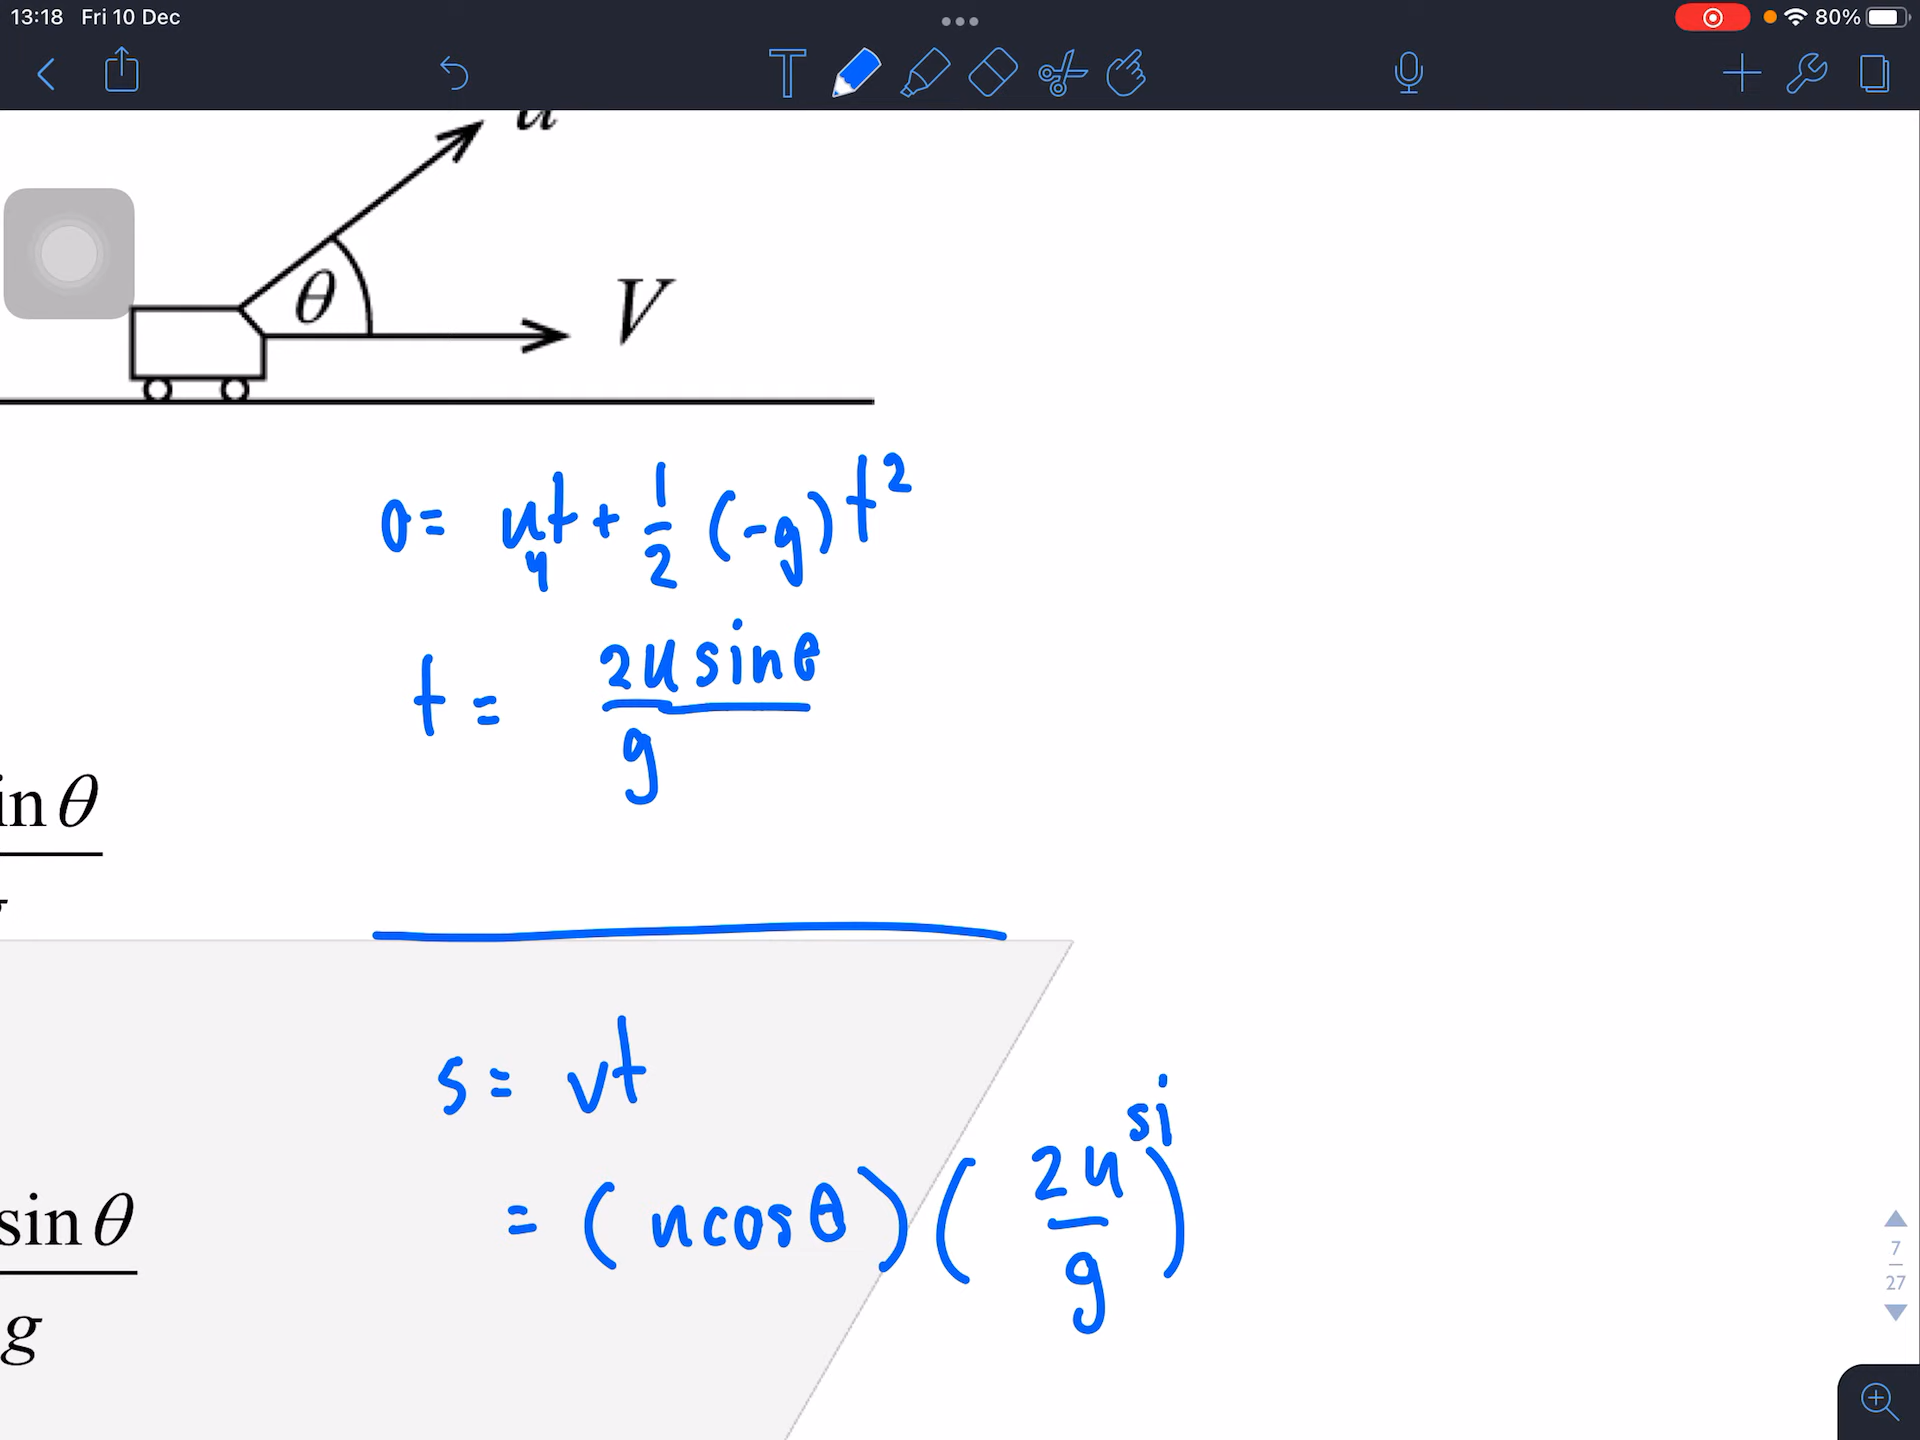 13:18 Fri 10 Dec
80%
T
θ
V
0 = u_y t + 1/2 (-g) t²
t = 2u sinθ / g
in θ
s = vt
= (u cos θ) (2u si / g)
sin θ
g
7
27